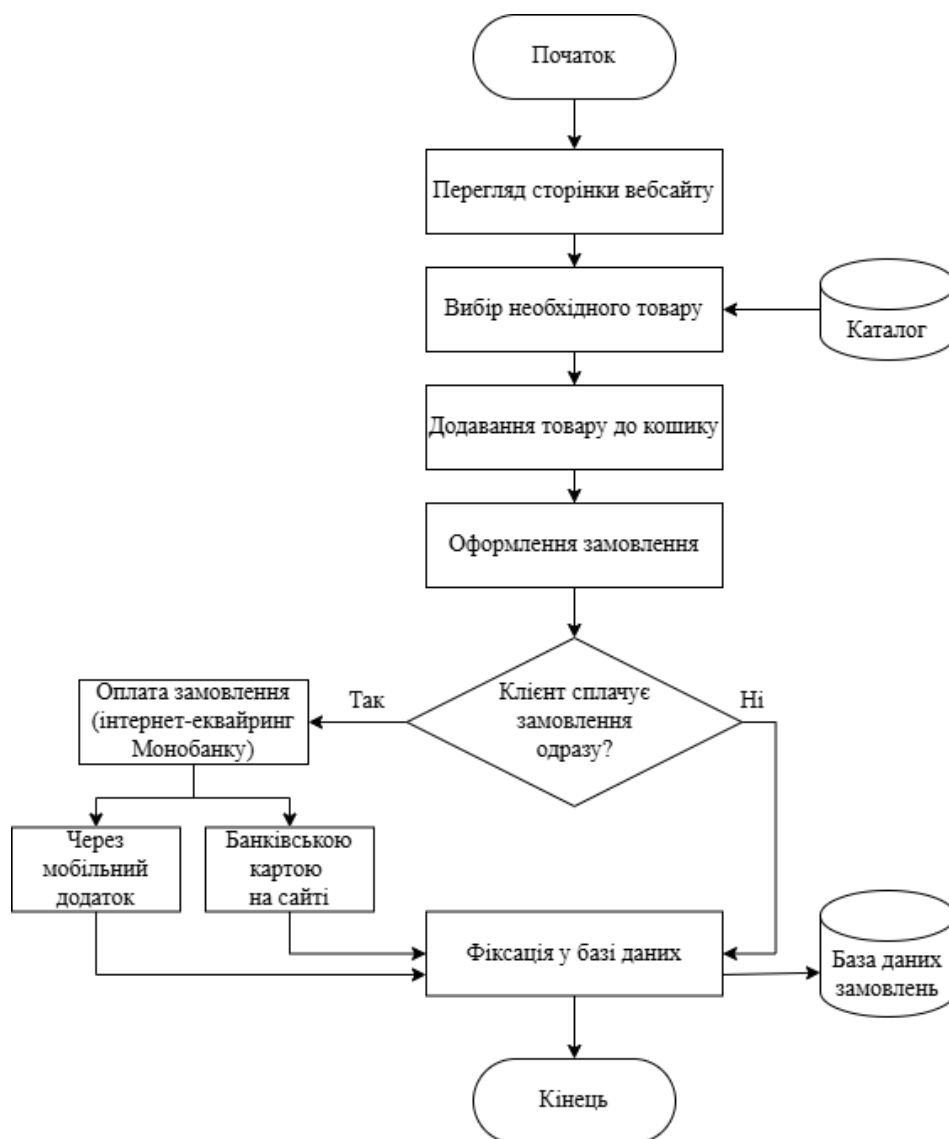 Початок
Перегляд сторінки вебсайту
Вибір необхідного товару
Каталог
Додавання товару до кошику
Оформлення замовлення
Клієнт сплачує
замовлення
одразу?
Так
Ні
Оплата замовлення
(інтернет-еквайринг
Монобанку)
Через
мобільний
додаток
Банківською
картою
на сайті
Фіксація у базі даних
База даних
замовлень
Кінець